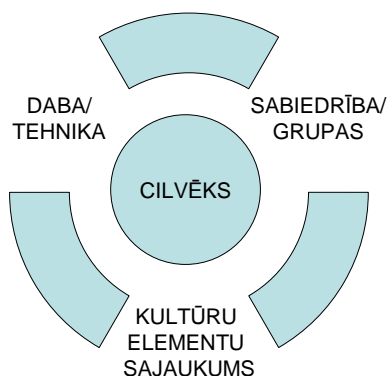 DABA/
TEHNIKA
SABIEDRĪBA/
GRUPAS
CILVĒKS
KULTŪRU
ELEMENTU
SAJAUKUMS